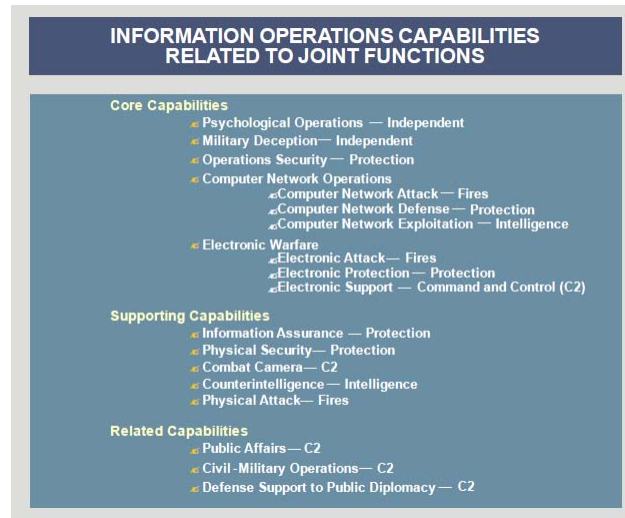 INFORMATION OPERATIONS CAPABILITIES
RELATED TO JOINT FUNCTIONS
Core Capabilities
Psychological Operations — Independent
Military Deception— Independent
Operations Security — Protection
Computer Network Operations
Computer Network Attack — Fires
Computer Network Defense — Protection
Computer Network Exploitation — Intelligence
Electronic Warfare
Electronic Attack— Fires
Electronic Protection — Protection
Electronic Support — Command and Control (C2)
Supporting Capabilities
Information Assurance — Protection
Physical Security— Protection
Combat Camera— C2
Counterintelligence — Intelligence
Physical Attack— Fires
Related Capabilities
Public Affairs— C2
Civil-Military Operations— C2
Defense Support to Public Diplomacy — C2